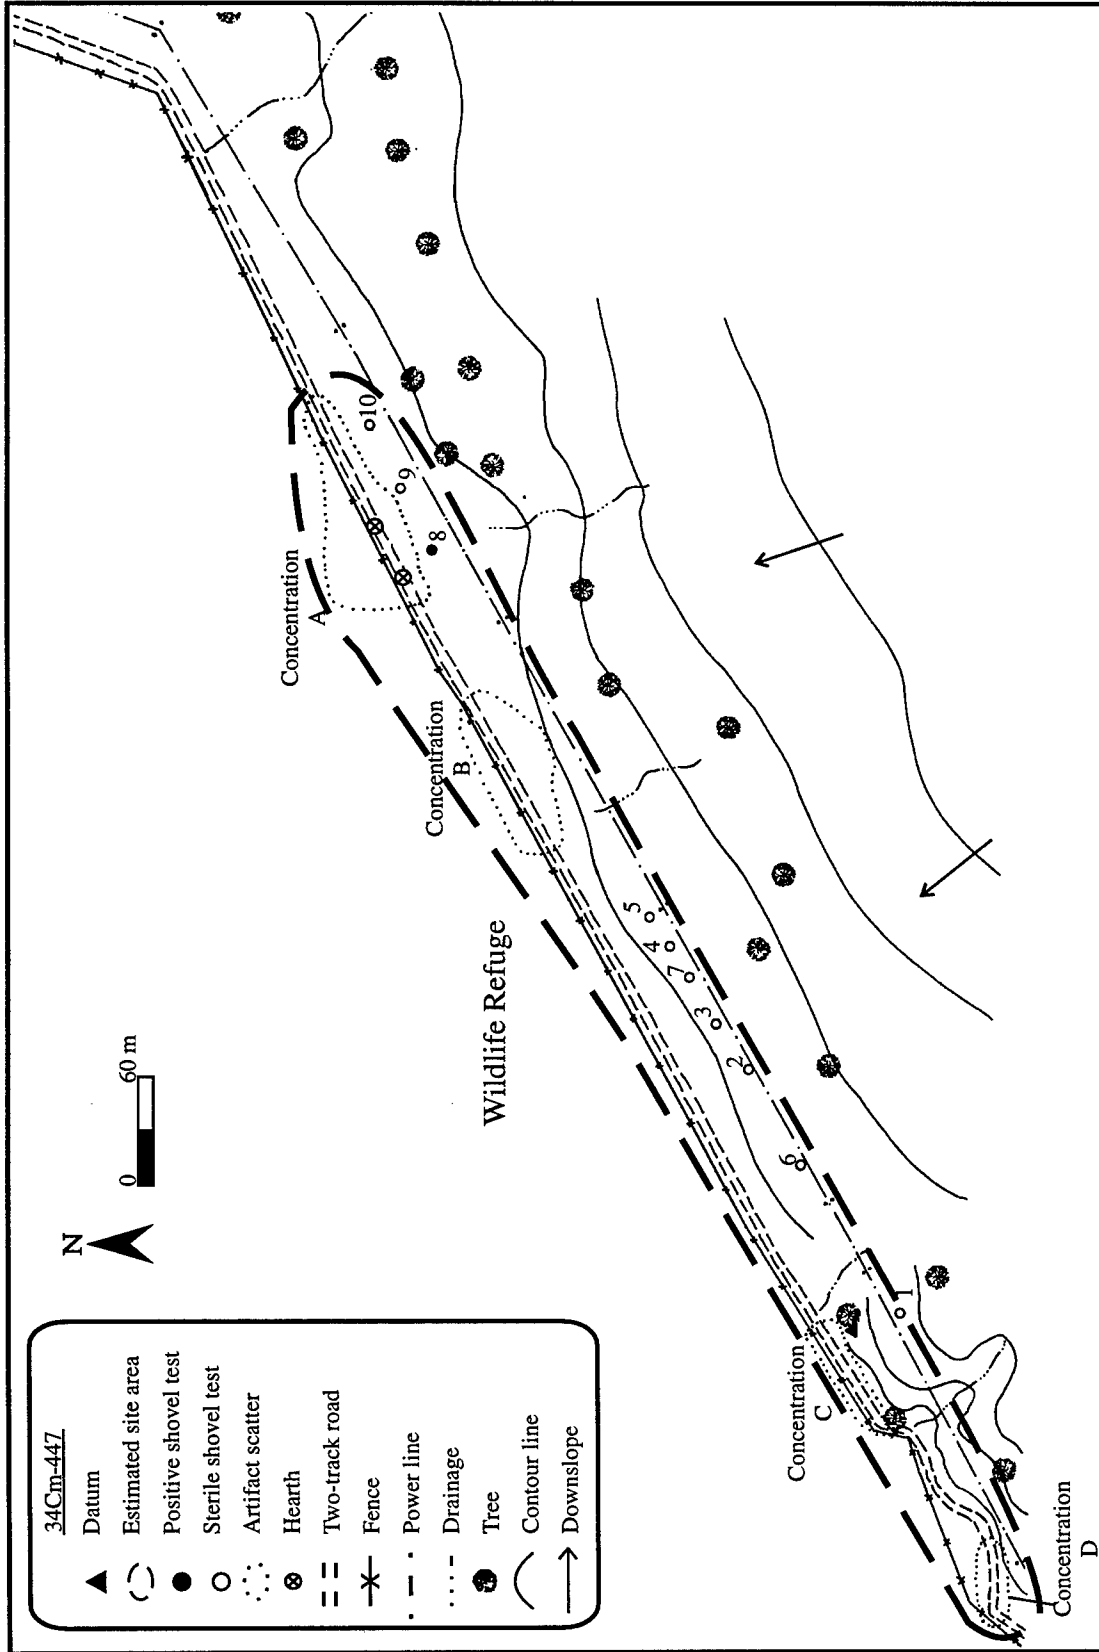 34Cm-447
Datum
Estimated site area
Positive shovel test
Sterile shovel test
Artifact scatter
Hearth
Two-track road
Fence
Power line
Drainage
Tree
Contour line
Downslope
N
0
60 m
Wildlife Refuge
Concentration
A
Concentration
B
Concentration
C
Concentration
D
1
6
2
3
7
4
5
8
9
10